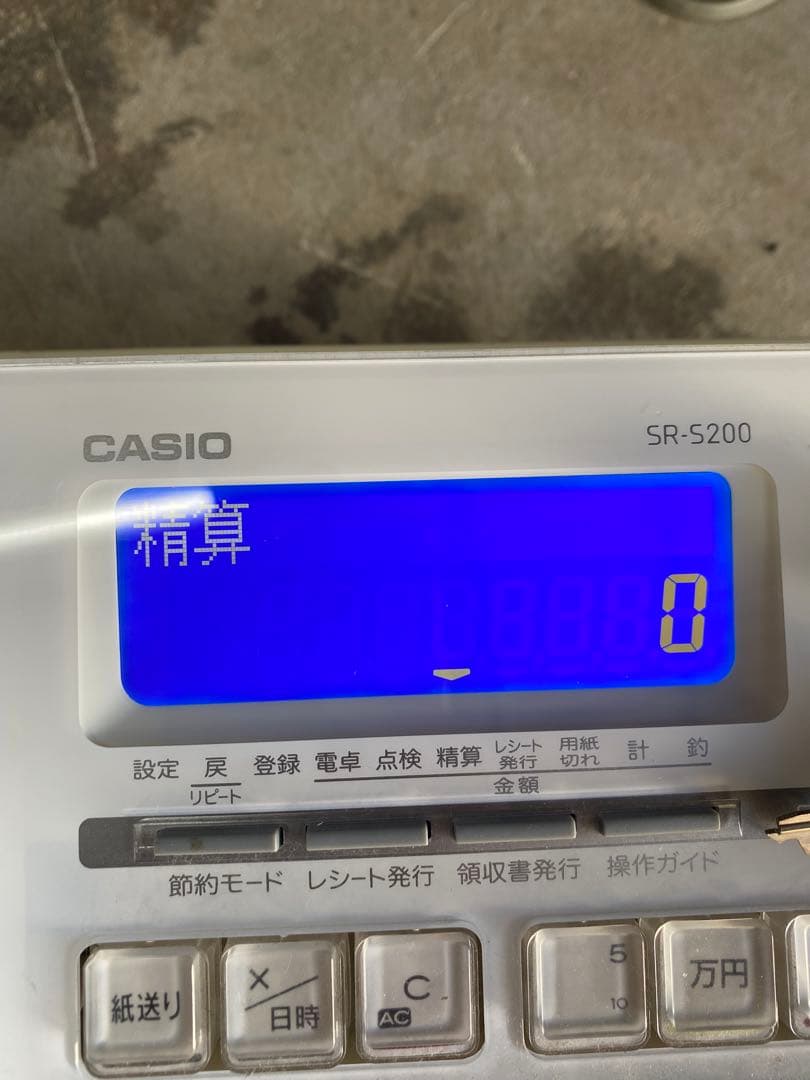 CASIO
SR-S200
精算
0
設定 戻 登録 電卓 点検 精算 レシート発行 用紙切れ 計 釣
リピート 金額
節約モード レシート発行 領収書発行 操作ガイド
紙送り ×/日時 C AC 5 10 万円